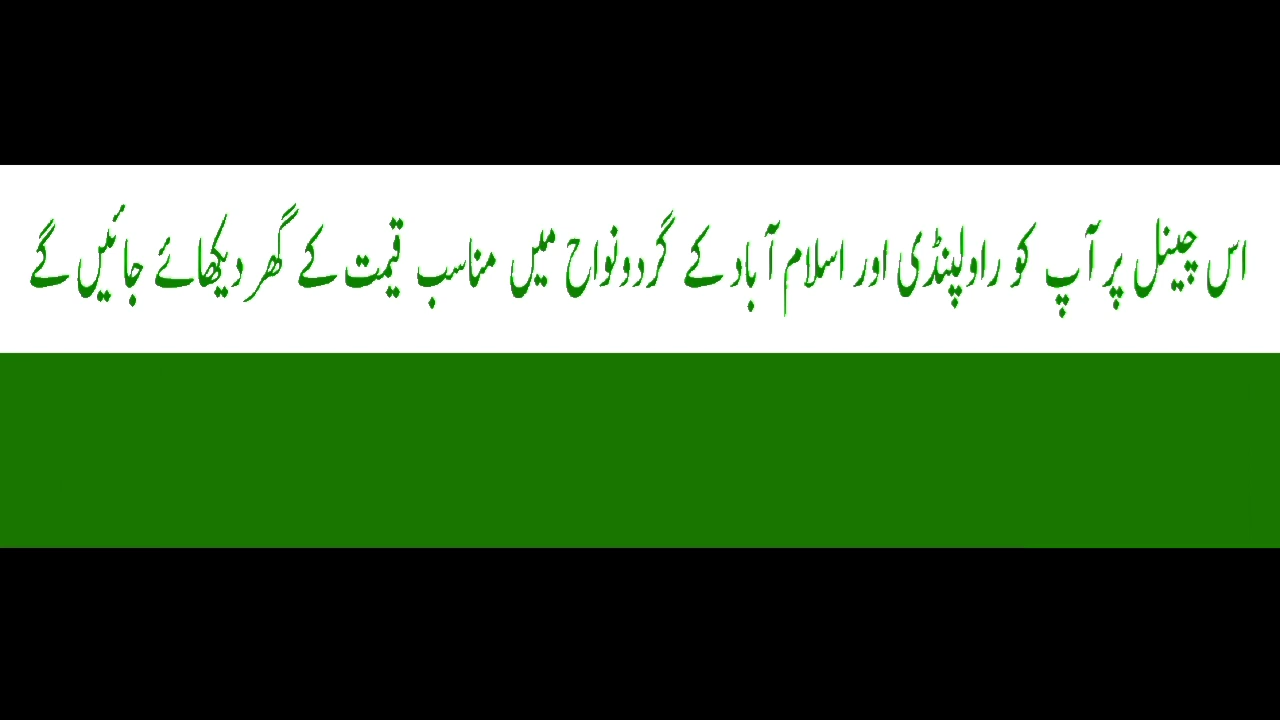 اس چینل پر آپ کو راولپنڈی اور اسلام آباد کے گردونواح میں مناسب قیمت کے گھر دیکھائے جائیں گے